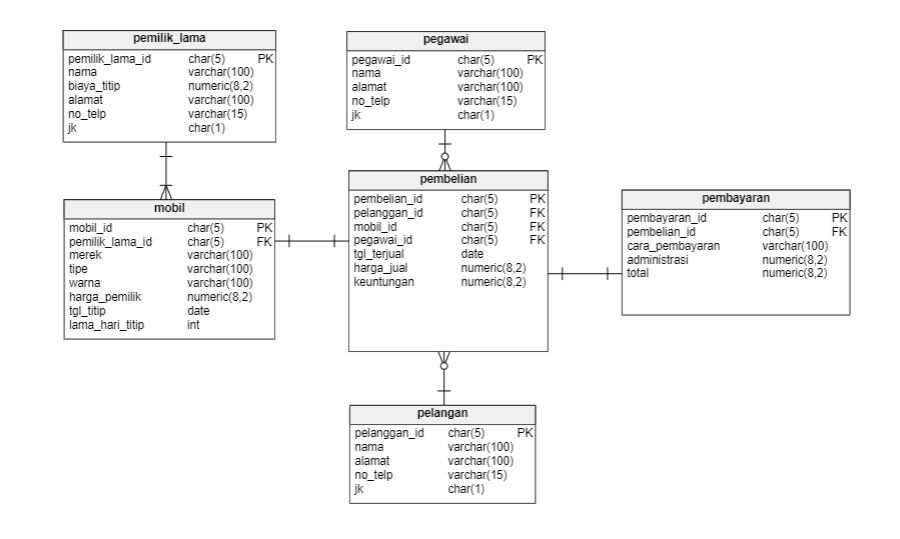 pemilik_lama
pemilik_lama_id char(5) PK
nama varchar(100)
biaya_titip numeric(8,2)
alamat varchar(100)
no_telp varchar(15)
jk char(1)
pegawai
pegawai_id char(5) PK
nama varchar(100)
alamat varchar(100)
no_telp varchar(15)
jk char(1)
mobil
mobil_id char(5) PK
pemilik_lama_id char(5) FK
merek varchar(100)
tipe varchar(100)
warna varchar(100)
harga_pemilik numeric(8,2)
tgl_titip date
lama_hari_titip int
pembelian
pembelian_id char(5) PK
pelanggan_id char(5) FK
mobil_id char(5) FK
pegawai_id char(5) FK
tgl_terjual date
harga_jual numeric(8,2)
keuntungan numeric(8,2)
pembayaran
pembayaran_id char(5) PK
pembelian_id char(5) FK
cara_pembayaran varchar(100)
administrasi numeric(8,2)
total numeric(8,2)
pelangan
pelanggan_id char(5) PK
nama varchar(100)
alamat varchar(100)
no_telp varchar(15)
jk char(1)